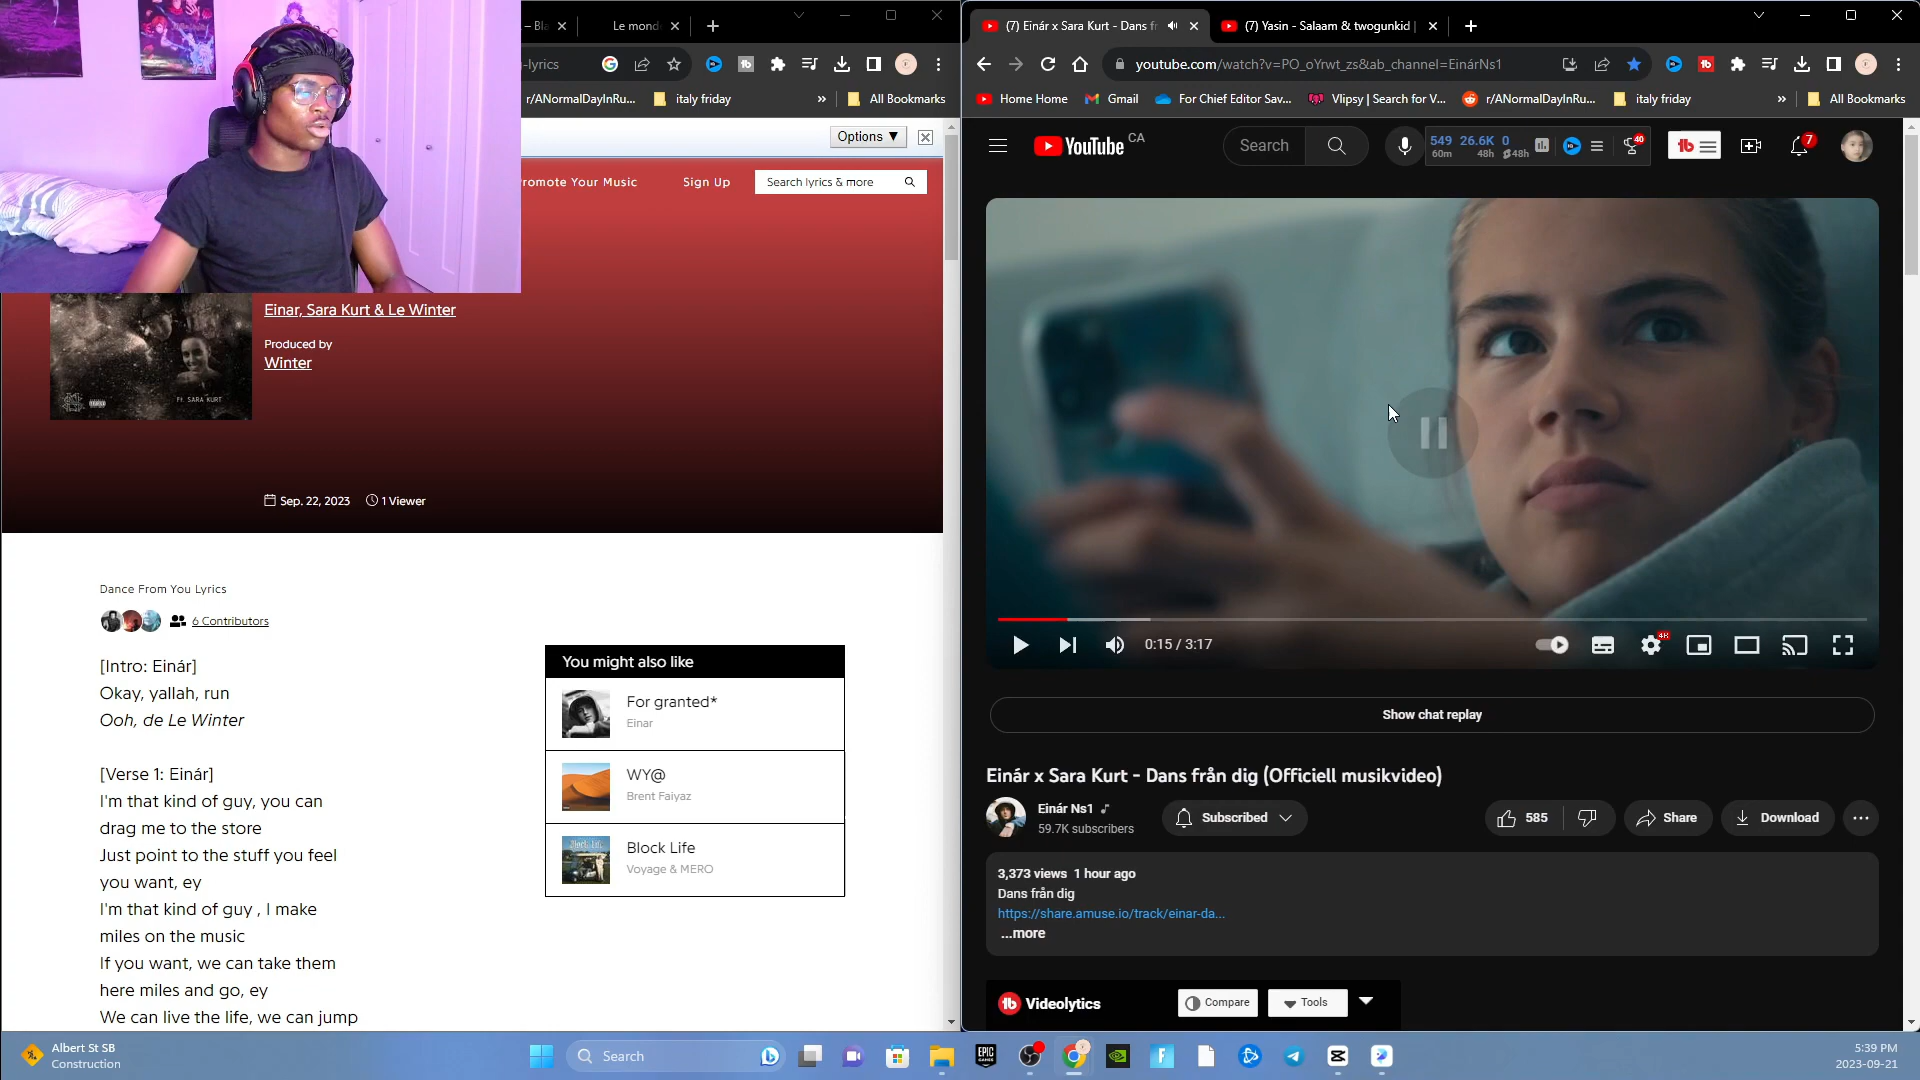 – Bla
Le mond
-lyrics
r/ANormalDayInRu...
italy friday
»
All Bookmarks
Options ▼
romote Your Music
Sign Up
Search lyrics & more
Einar, Sara Kurt & Le Winter
Produced by
Winter
Ft. SARA KURT
Sep. 22, 2023
1 Viewer
Dance From You Lyrics
6 Contributors
[Intro: Einár]
Okay, yallah, run
Ooh, de Le Winter
[Verse 1: Einár]
I'm that kind of guy, you can
drag me to the store
Just point to the stuff you feel
you want, ey
I'm that kind of guy , I make
miles on the music
If you want, we can take them
here miles and go, ey
We can live the life, we can jump
You might also like
For granted*
Einar
WY@
Brent Faiyaz
Block Life
Voyage & MERO
(7) Einár x Sara Kurt - Dans fr
(7) Yasin - Salaam & twogunkid |
youtube.com/watch?v=PO_oYrwt_zs&ab_channel=EinárNs1
Home Home
Gmail
For Chief Editor Sav...
Vlipsy | Search for V...
r/ANormalDayInRu...
italy friday
»
All Bookmarks
YouTube CA
Search
549 26.6K 0
60m 48h 48h
40
7
0:15 / 3:17
4K
Show chat replay
Einár x Sara Kurt - Dans från dig (Officiell musikvideo)
Einár Ns1
59.7K subscribers
Subscribed
585
Share
Download
3,373 views 1 hour ago
Dans från dig
https://share.amuse.io/track/einar-da...
...more
Videolytics
Compare
Tools
Albert St SB
Construction
Search
EPIC GAMES
5:39 PM
2023-09-21